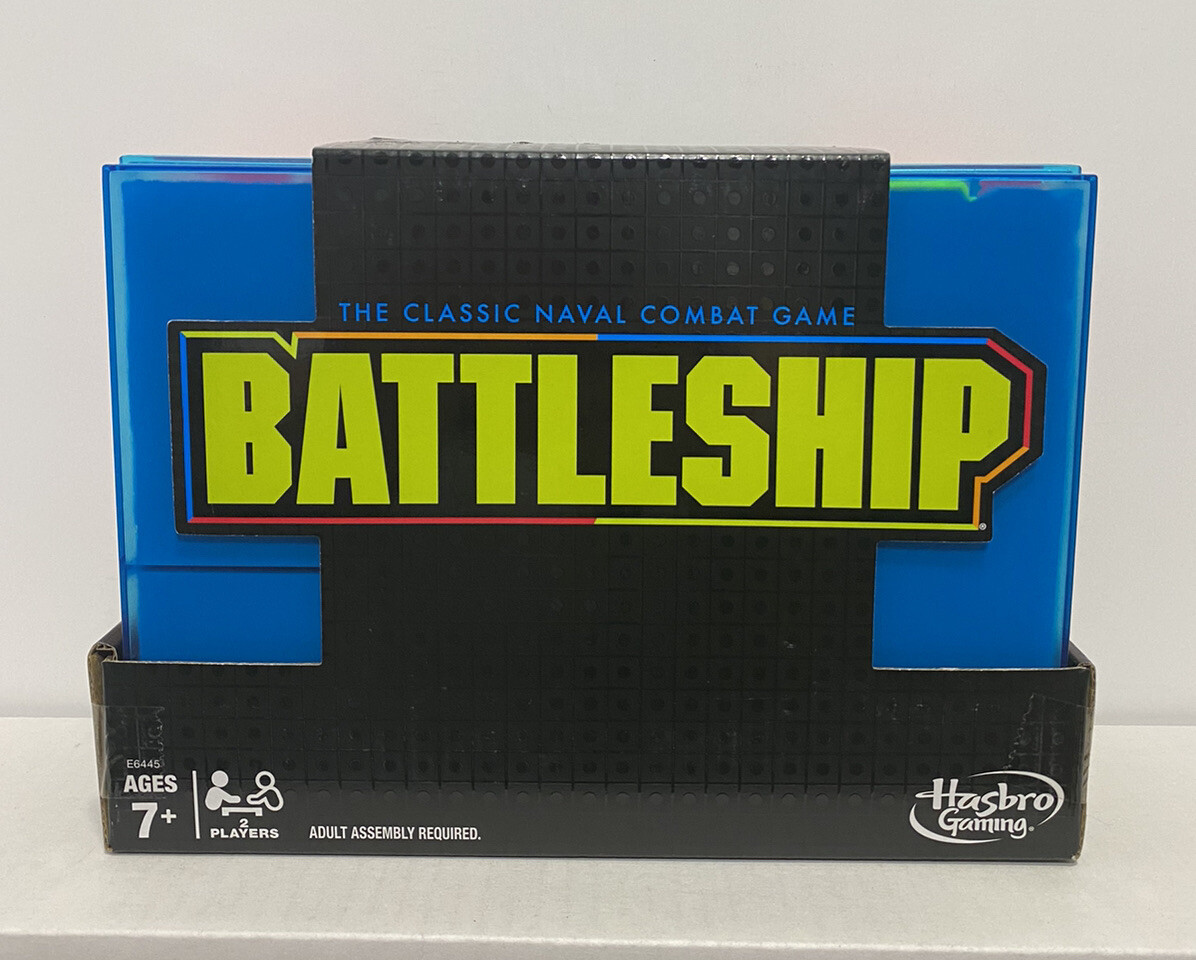 THE CLASSIC NAVAL COMBAT GAME
BATTLESHIP®
E6445
AGES
7+
2
PLAYERS
ADULT ASSEMBLY REQUIRED.
Hasbro
Gaming®